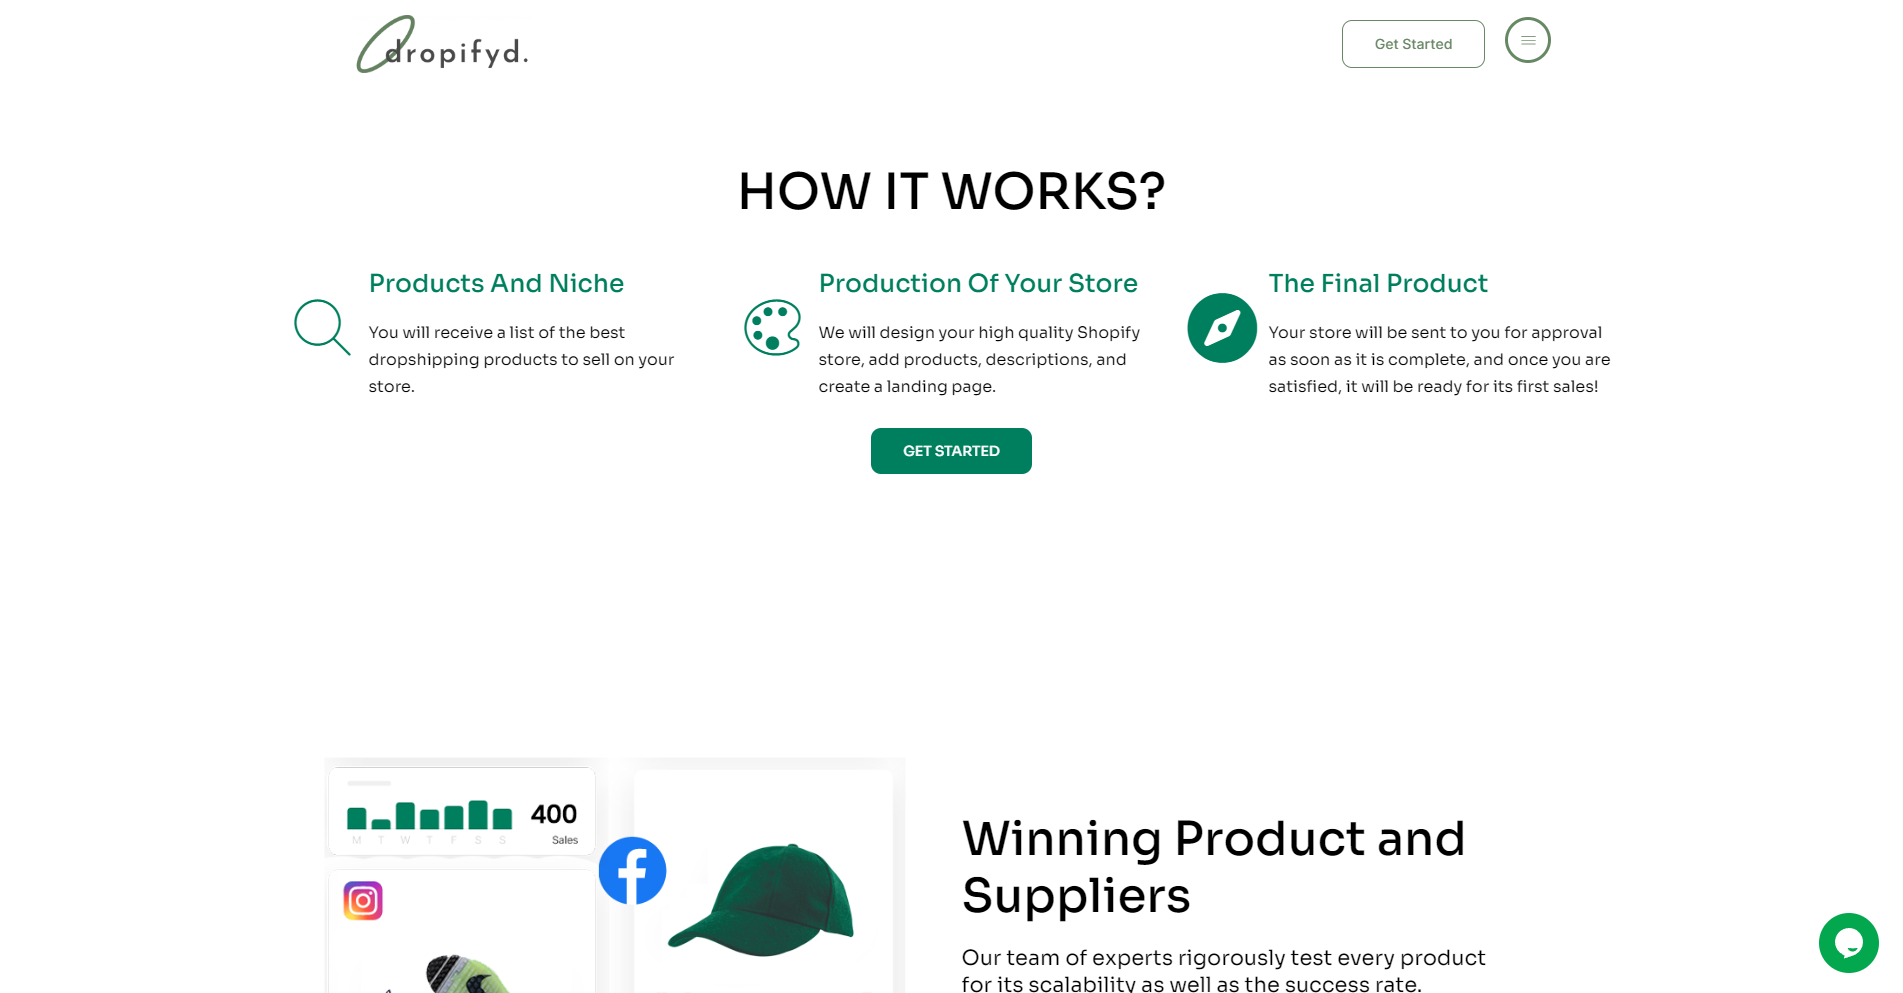 dropifyd.
Get Started
HOW IT WORKS?
Products And Niche
You will receive a list of the best
dropshipping products to sell on your
store.
Production Of Your Store
We will design your high quality Shopify
store, add products, descriptions, and
create a landing page.
The Final Product
Your store will be sent to you for approval
as soon as it is complete, and once you are
satisfied, it will be ready for its first sales!
GET STARTED
400
M T W T F S S
Sales
Winning Product and
Suppliers
Our team of experts rigorously test every product
for its scalability as well as the success rate.